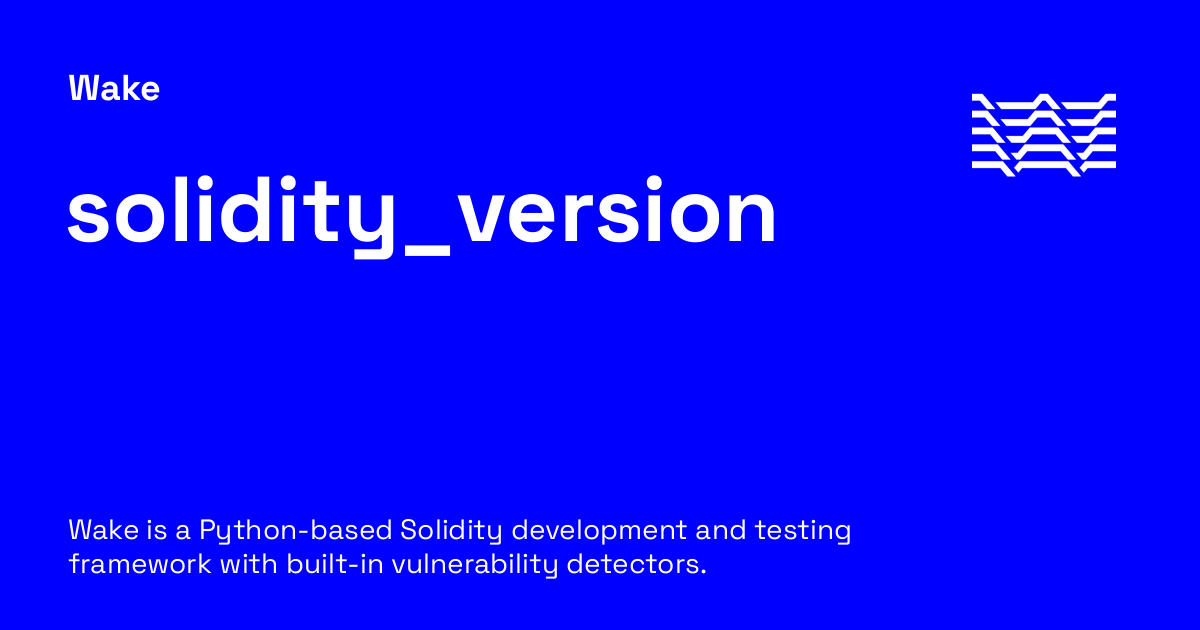 Wake
solidity_version
Wake is a Python-based Solidity development and testing
framework with built-in vulnerability detectors.